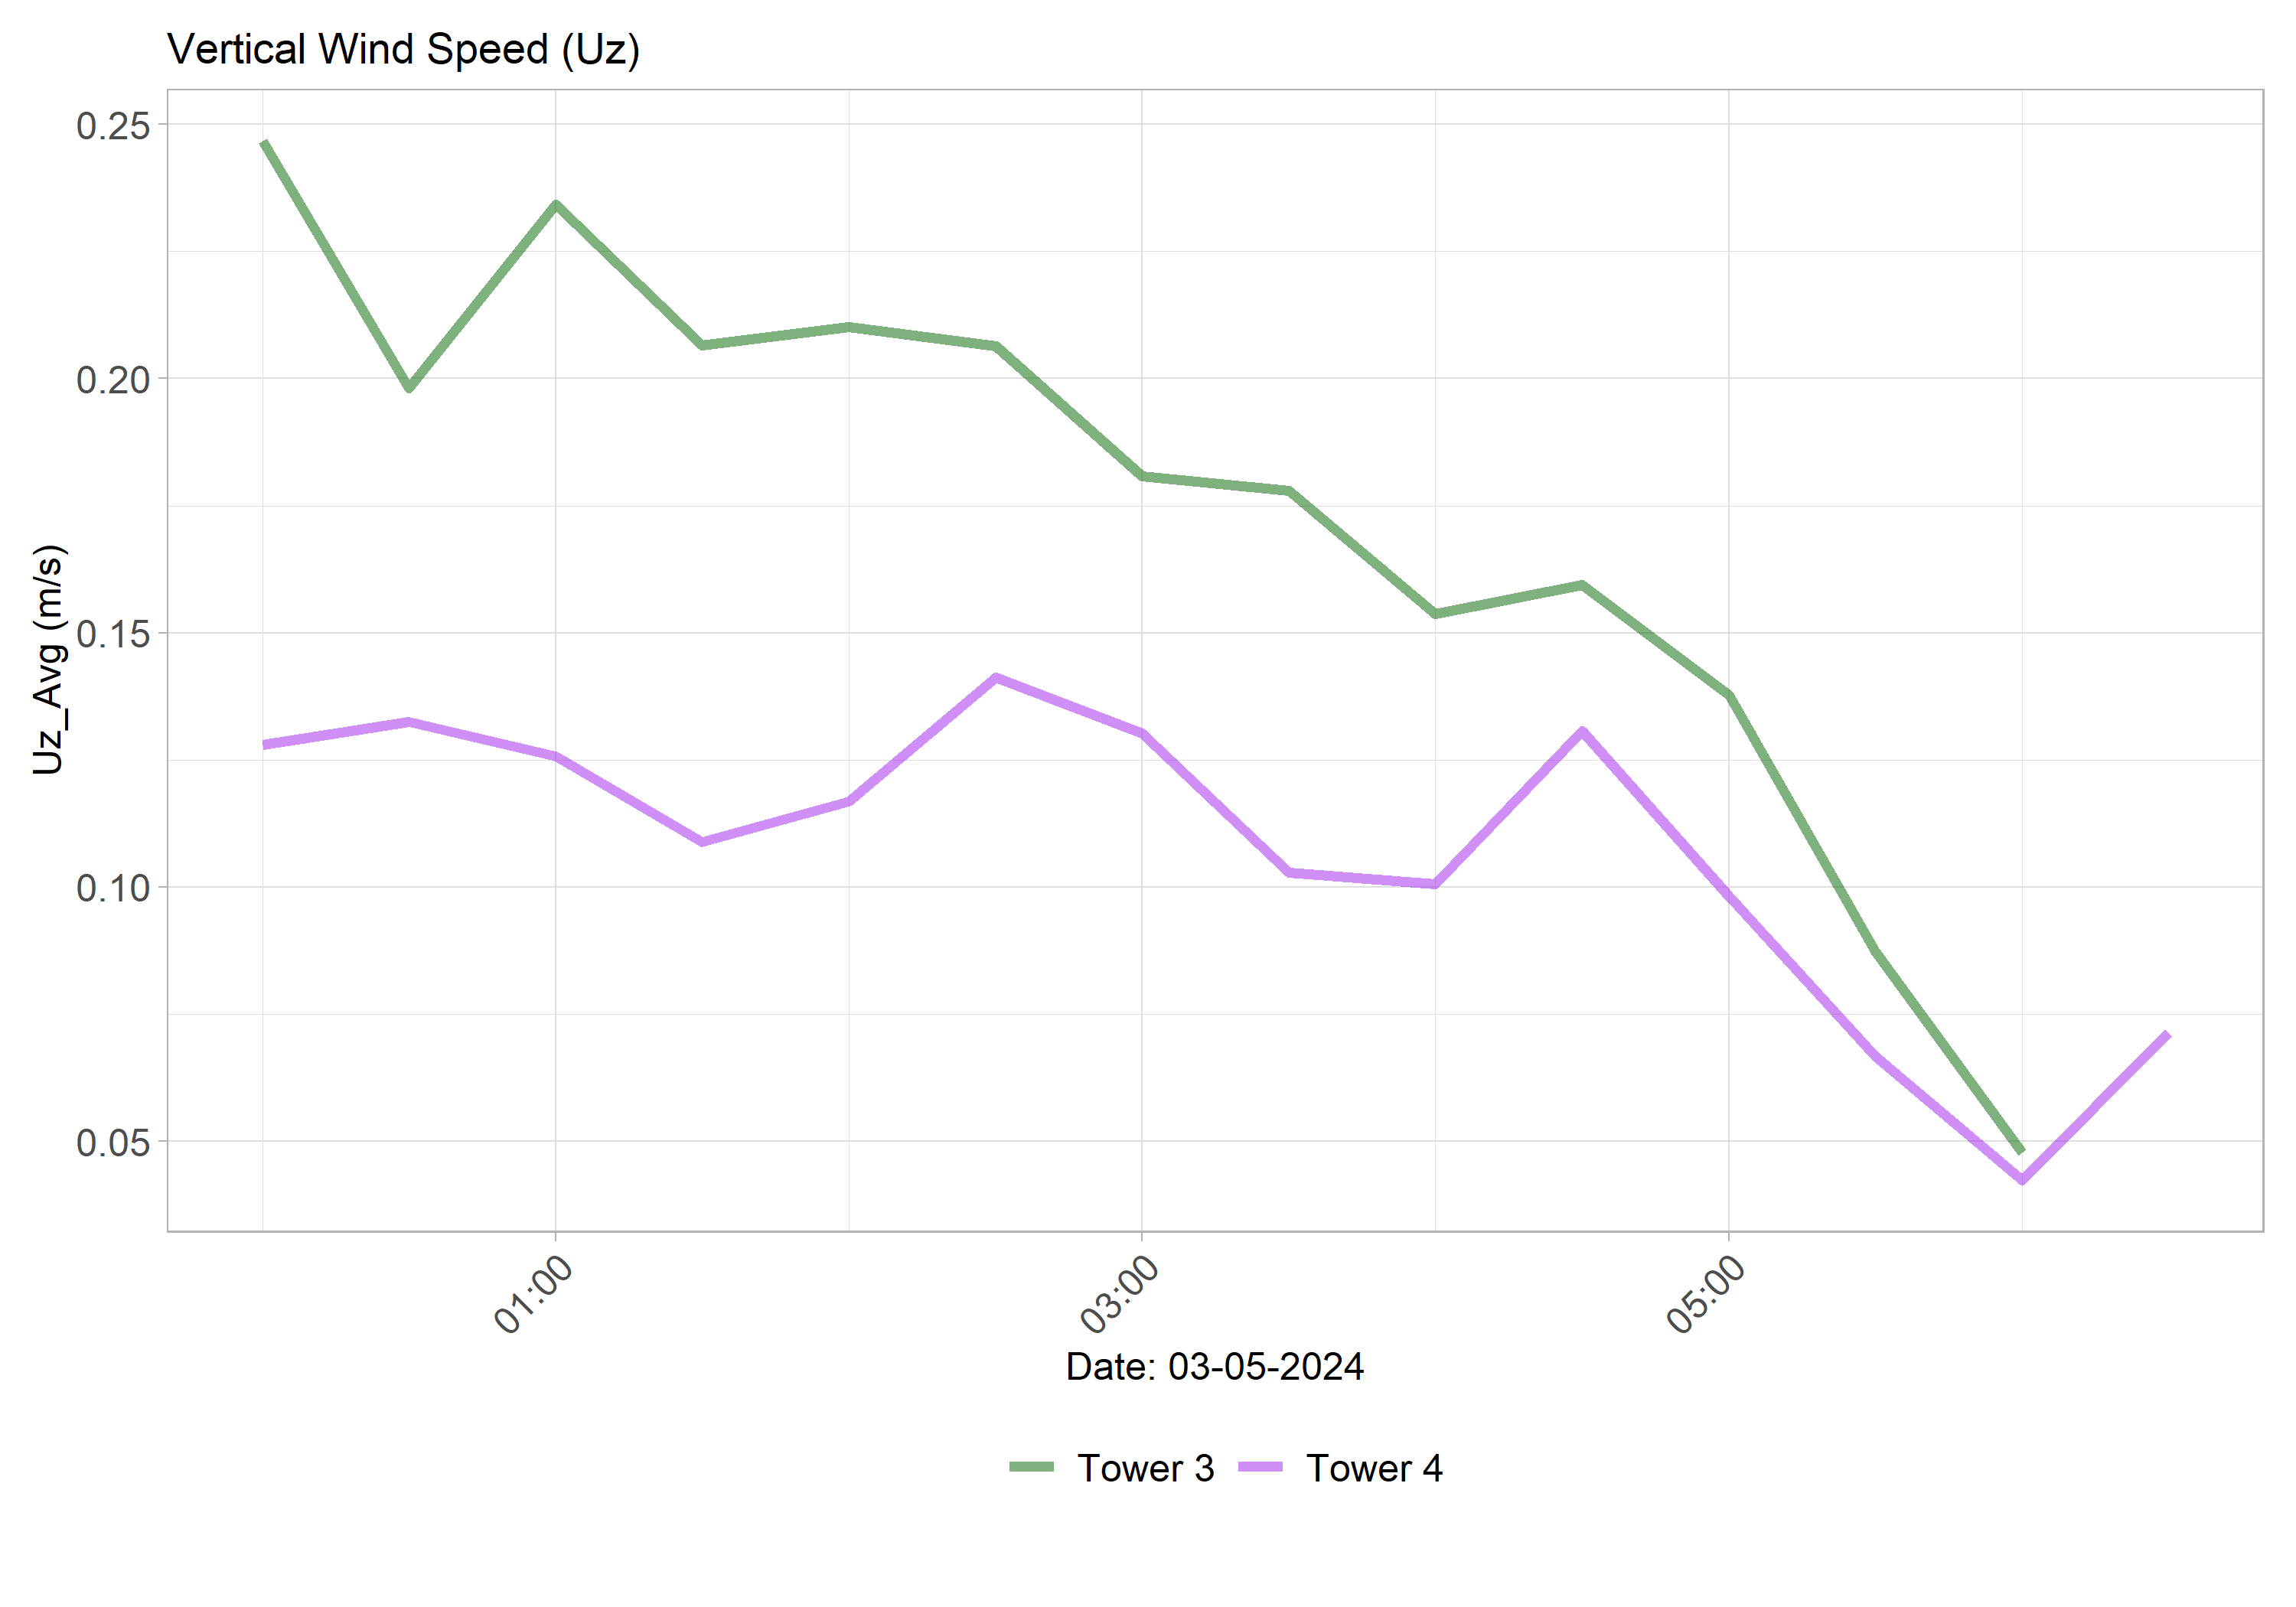 Vertical Wind Speed (Uz)
Uz_Avg (m/s)
0.25
0.20
0.15
0.10
0.05
01:00
03:00
05:00
Date: 03-05-2024
Tower 3
Tower 4